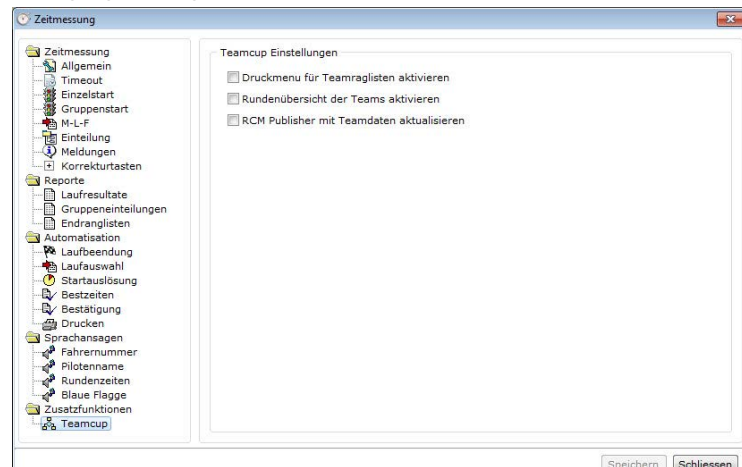 Zeitmessung
Zeitmessung
Allgemein
Timeout
Einzelstart
Gruppenstart
M-L-F
Einteilung
Meldungen
Korrekturtasten
Reporte
Laufresultate
Gruppeneinteilungen
Endranglisten
Automatisation
Laufbeendung
Laufauswahl
Startauslösung
Bestzeiten
Bestätigung
Drucken
Sprachansagen
Fahrernummer
Pilotenname
Rundenzeiten
Blaue Flagge
Zusatzfunktionen
Teamcup
Teamcup Einstellungen
Druckmenu für Teamraglisten aktivieren
Rundenübersicht der Teams aktivieren
RCM Publisher mit Teamdaten aktualisieren
Speichern Schliessen